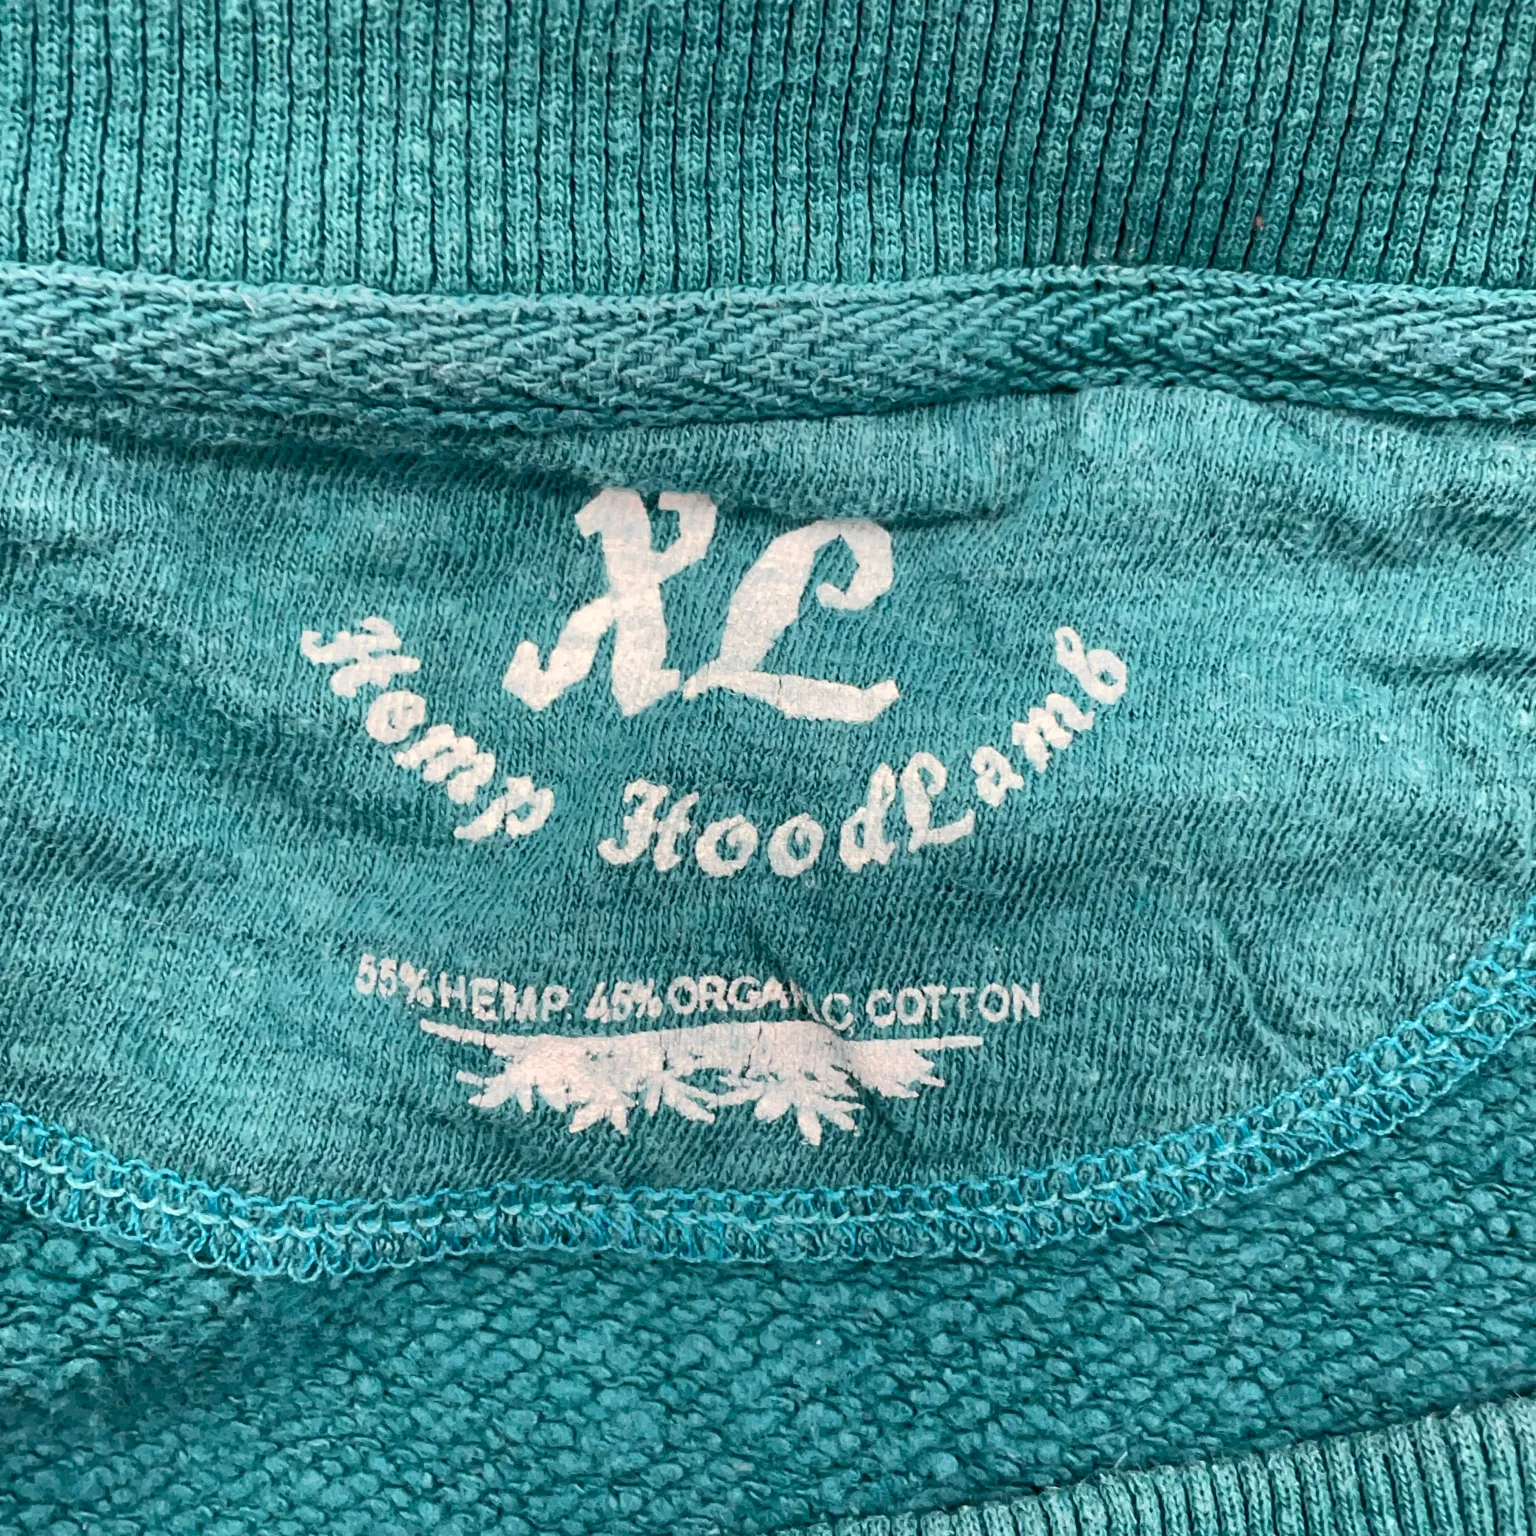 XL
Hemp HoodLamb
55% HEMP. 45% ORGANIC COTTON